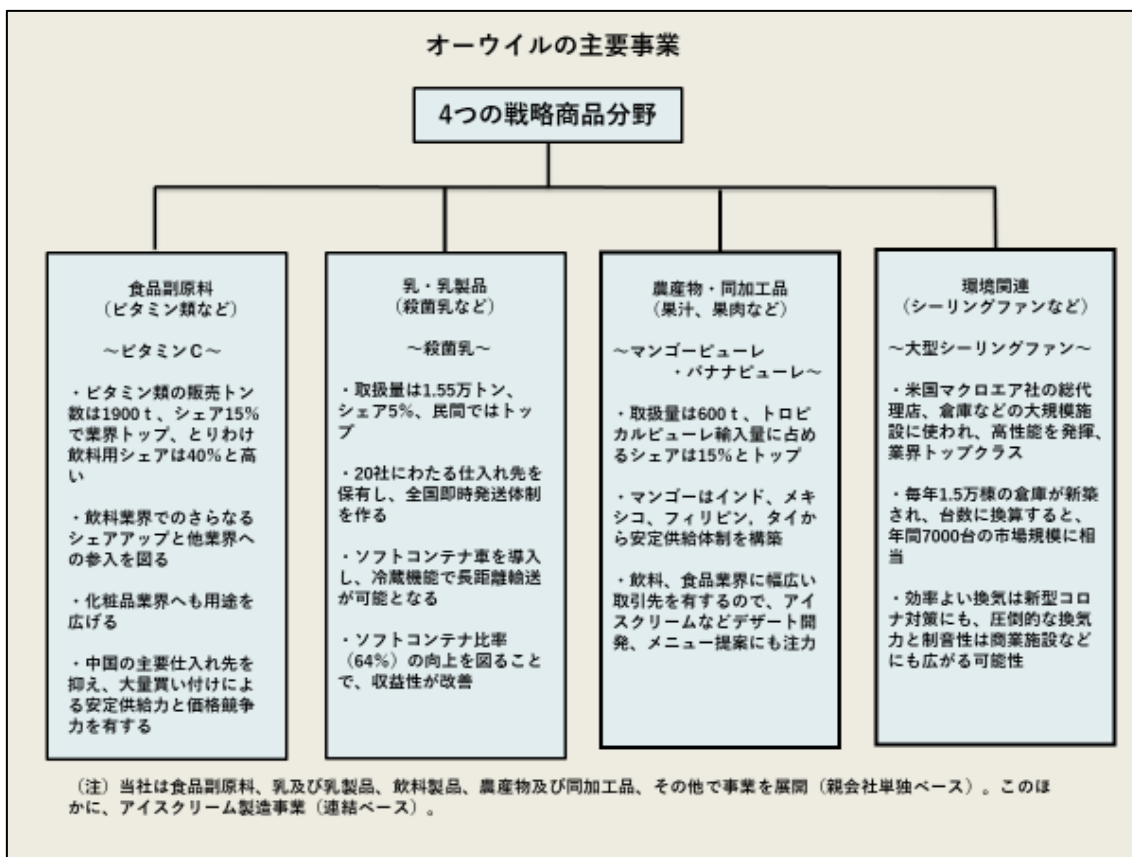 オーウイルの主要事業
4つの戦略商品分野
食品副原料
（ビタミン類など）
～ビタミンC～
・ビタミン類の販売トン
数は1900ｔ、シェア15％
で業界トップ、とりわけ
飲料用シェアは40％と高
い
・飲料業界でのさらなる
シェアアップと他業界へ
の参入を図る
・化粧品業界へも用途を
広げる
・中国の主要仕入れ先を
抑え、大量買い付けによ
る安定供給力と価格競争
力を有する
乳・乳製品
（殺菌乳など）
～殺菌乳～
・取扱量は1.55万トン、
シェア5％、民間ではトッ
プ
・20社にわたる仕入れ先を
保有し、全国即時発送体制
を作る
・ソフトコンテナ車を導入
し、冷蔵機能で長距離輸送
が可能となる
・ソフトコンテナ比率
（64％）の向上を図ること
で、収益性が改善
農産物・同加工品
（果汁、果肉など）
～マンゴーピューレ
・バナナピューレ～
・取扱量は600ｔ、トロピ
カルピューレ輸入量に占め
るシェアは15％とトップ
・マンゴーはインド、メキ
シコ、フィリピン，タイか
ら安定供給体制を構築
・飲料、食品業界に幅広い
取引先を有するので、アイ
スクリームなどデザート開
発、メニュー提案にも注力
環境関連
（シーリングファンなど）
～大型シーリングファン～
・米国マクロエア社の総代
理店、倉庫などの大規模施
設に使われ、高性能を発揮、
業界トップクラス
・毎年1.5万棟の倉庫が新築
され、台数に換算すると、
年間7000台の市場規模に相
当
・効率よい換気は新型コロ
ナ対策にも、圧倒的な換気
力と制音性は商業施設など
にも広がる可能性
（注）当社は食品副原料、乳及び乳製品、飲料製品、農産物及び同加工品、その他で事業を展開（親会社単独ベース）。このほ
かに、アイスクリーム製造事業（連結ベース）。